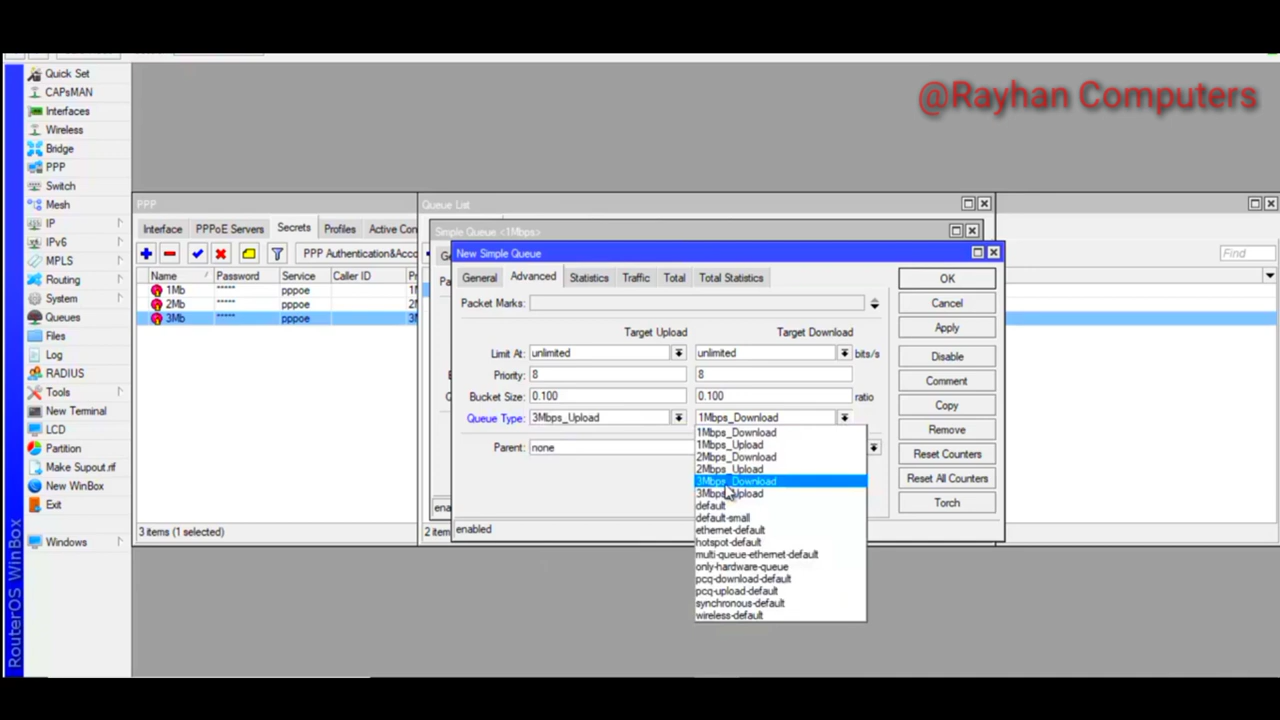 @Rayhan Computers
Quick Set
CAPsMAN
Interfaces
Wireless
Bridge
PPP
Switch
Mesh
IP
IPv6
MPLS
Routing
System
Queues
Files
Log
RADIUS
Tools
New Terminal
LCD
Partition
Make Supout.rif
New WinBox
Exit
Windows
RouterOS WinBox
PPP
Interface PPPoE Servers Secrets Profiles Active Con
PPP Authentication&Acco
Name Password Service Caller ID
1Mb ***** pppoe
2Mb ***** pppoe
3Mb ***** pppoe
3 items (1 selected)
Queue List
Simple Queue <1Mbps>
New Simple Queue
General Advanced Statistics Traffic Total Total Statistics
Packet Marks:
Target Upload Target Download
Limit At: unlimited unlimited bits/s
Priority: 8 8
Bucket Size: 0.100 0.100 ratio
Queue Type: 3Mbps_Upload 1Mbps_Download
Parent: none
1Mbps_Download
1Mbps_Upload
2Mbps_Download
2Mbps_Upload
3Mbps_Download
3Mbps_Upload
default
default-small
ethernet-default
hotspot-default
multi-queue-ethernet-default
only-hardware-queue
pcq-download-default
pcq-upload-default
synchronous-default
wireless-default
enabled
OK
Cancel
Apply
Disable
Comment
Copy
Remove
Reset Counters
Reset All Counters
Torch
Find